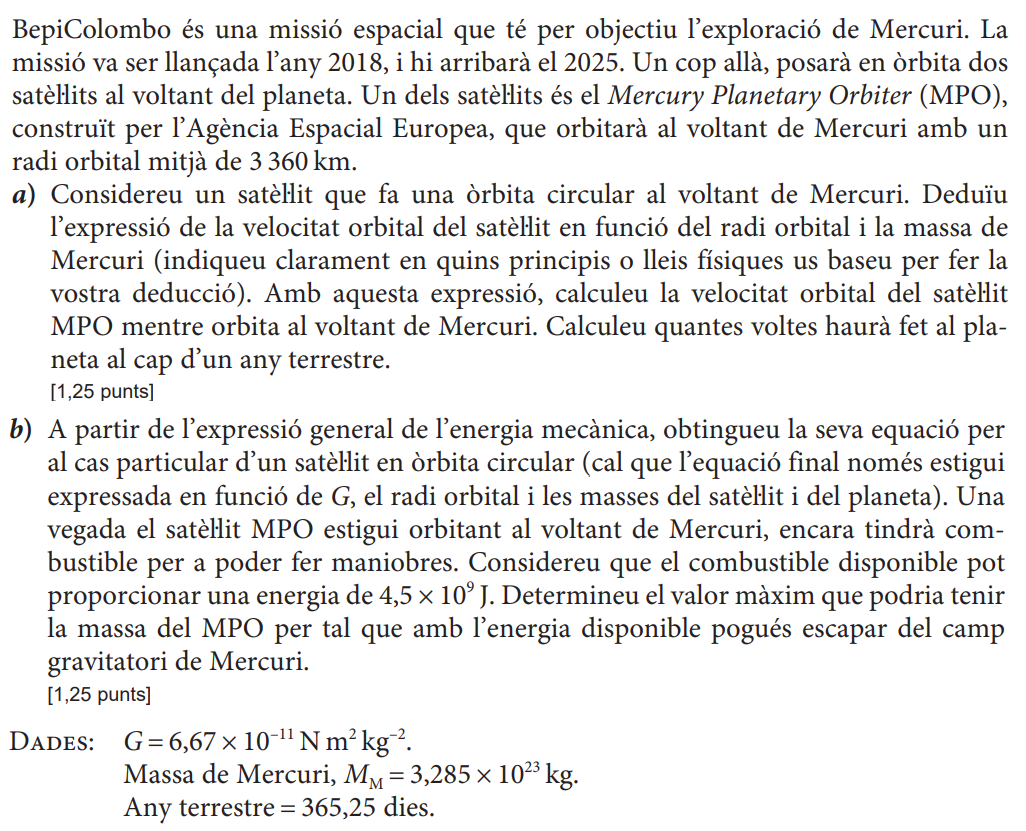 BepiColombo és una missió espacial que té per objectiu l’exploració de Mercuri. La
missió va ser llançada l’any 2018, i hi arribarà el 2025. Un cop allà, posarà en òrbita dos
satèl·lits al voltant del planeta. Un dels satèl·lits és el Mercury Planetary Orbiter (MPO),
construït per l’Agència Espacial Europea, que orbitarà al voltant de Mercuri amb un
radi orbital mitjà de 3 360 km.
a) Considereu un satèl·lit que fa una òrbita circular al voltant de Mercuri. Deduïu
l’expressió de la velocitat orbital del satèl·lit en funció del radi orbital i la massa de
Mercuri (indiqueu clarament en quins principis o lleis físiques us baseu per fer la
vostra deducció). Amb aquesta expressió, calculeu la velocitat orbital del satèl·lit
MPO mentre orbita al voltant de Mercuri. Calculeu quantes voltes haurà fet al pla-
neta al cap d’un any terrestre.
[1,25 punts]
b) A partir de l’expressió general de l’energia mecànica, obtingueu la seva equació per
al cas particular d’un satèl·lit en òrbita circular (cal que l’equació final només estigui
expressada en funció de G, el radi orbital i les masses del satèl·lit i del planeta). Una
vegada el satèl·lit MPO estigui orbitant al voltant de Mercuri, encara tindrà com-
bustible per a poder fer maniobres. Considereu que el combustible disponible pot
proporcionar una energia de 4,5 × 10⁹ J. Determineu el valor màxim que podria tenir
la massa del MPO per tal que amb l’energia disponible pogués escapar del camp
gravitatori de Mercuri.
[1,25 punts]
DADES: G = 6,67 × 10⁻¹¹ N m² kg⁻².
Massa de Mercuri, M_M = 3,285 × 10²³ kg.
Any terrestre = 365,25 dies.